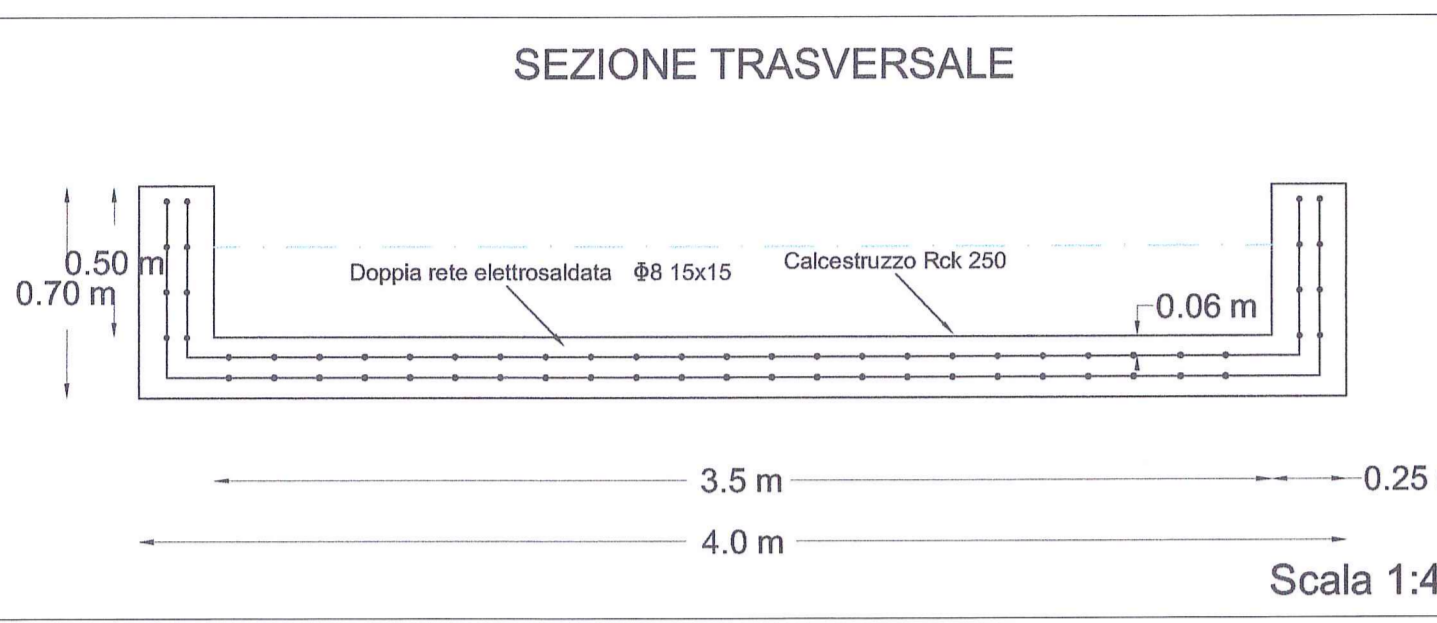 SEZIONE TRASVERSALE
0.50 m
0.70 m
Doppia rete elettrosaldata Φ8 15x15
Calcestruzzo Rck 250
0.06 m
3.5 m
0.25
4.0 m
Scala 1:4